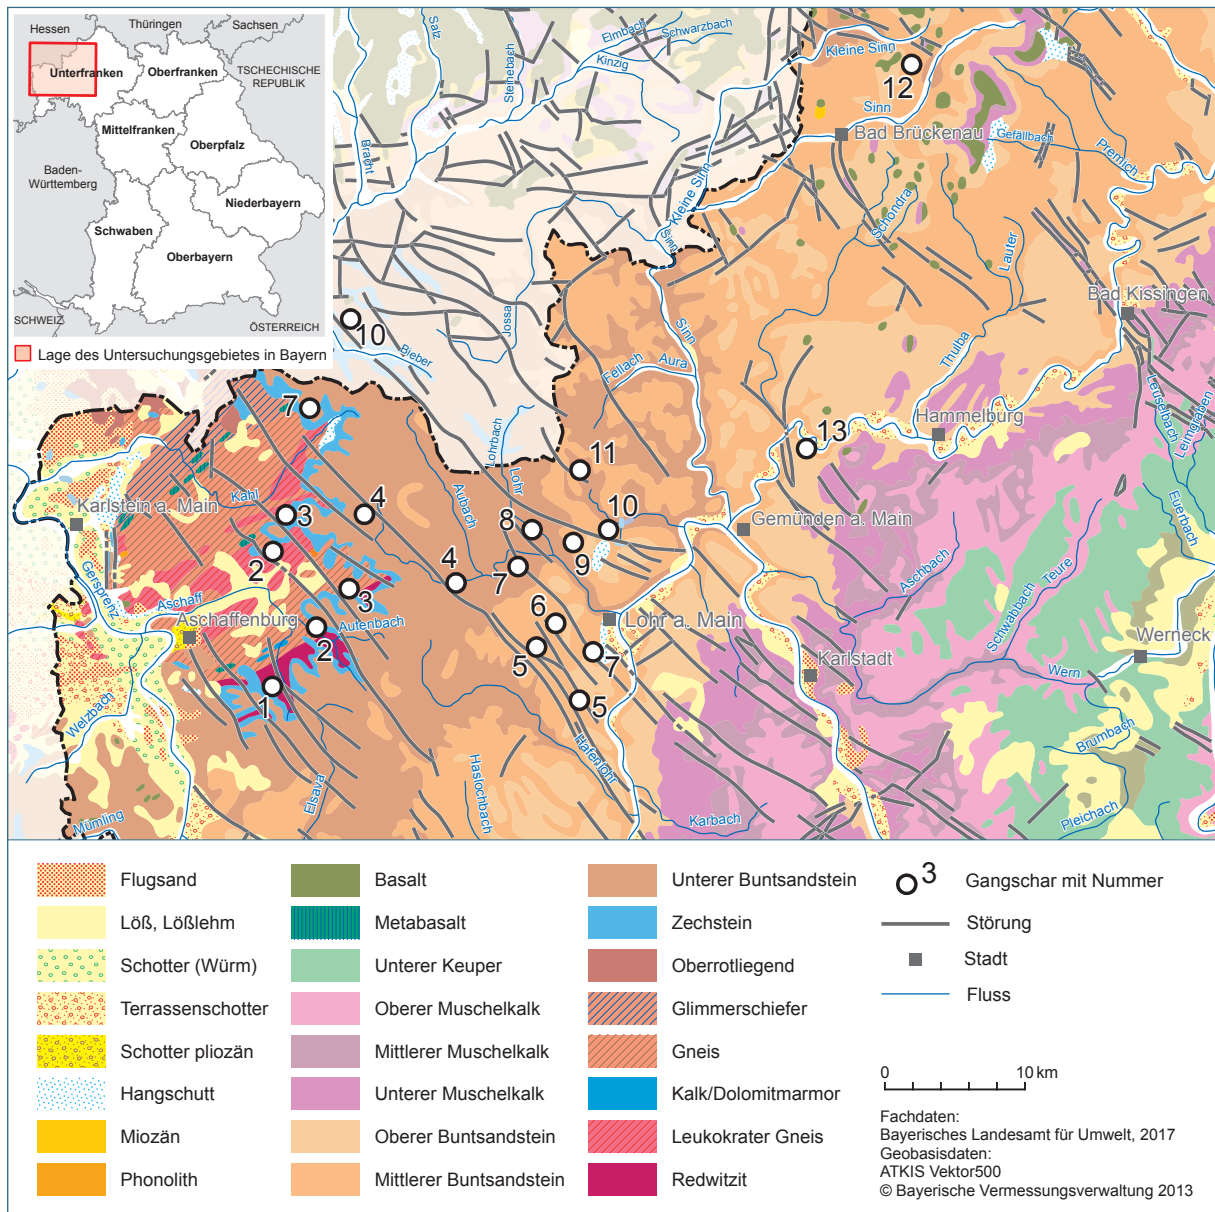 Hessen
Thüringen
Sachsen
Unterfranken
Oberfranken
TSCHECHISCHE
REPUBLIK
Mittelfranken
Oberpfalz
Baden-
Württemberg
Niederbayern
Schwaben
Oberbayern
SCHWEIZ
ÖSTERREICH
Lage des Untersuchungsgebietes in Bayern
Salz
Elmbach
Schwarzbach
Kinzig
Steinebach
Bracht
Kleine Sinn
12
Sinn
Bad Brückenau
Gefällbach
Premich
Kleine Sinn
Sinn
Schondra
Lauter
Bad Kissingen
10
Bieber
Jossa
Sinn
Fellach
Aura
Thulba
Leuselbach
Leimgraben
7
Lohrbach
Lohr
13
Hammelburg
11
Karlstein a. Main
Kahl
3
4
Aubach
8
10
Gemünden a. Main
Euerbach
2
9
4
7
Aschbach
Schwabbach
Teure
Gersprenz
Aschaff
3
Aschaffenburg
2
Autenbach
6
Lohr a. Main
Werneck
5
7
Karlstadt
Wern
1
5
Welzbach
Hafenlohr
Brumbach
Elsava
Haslochbach
Mümling
Karbach
Pleichach
Flugsand
Löß, Lößlehm
Schotter (Würm)
Terrassenschotter
Schotter pliozän
Hangschutt
Miozän
Phonolith
Basalt
Metabasalt
Unterer Keuper
Oberer Muschelkalk
Mittlerer Muschelkalk
Unterer Muschelkalk
Oberer Buntsandstein
Mittlerer Buntsandstein
Unterer Buntsandstein
Zechstein
Oberrotliegend
Glimmerschiefer
Gneis
Kalk/Dolomitmarmor
Leukokrater Gneis
Redwitzit
3 Gangschar mit Nummer
Störung
Stadt
Fluss
0 10 km
Fachdaten:
Bayerisches Landesamt für Umwelt, 2017
Geobasisdaten:
ATKIS Vektor500
© Bayerische Vermessungsverwaltung 2013